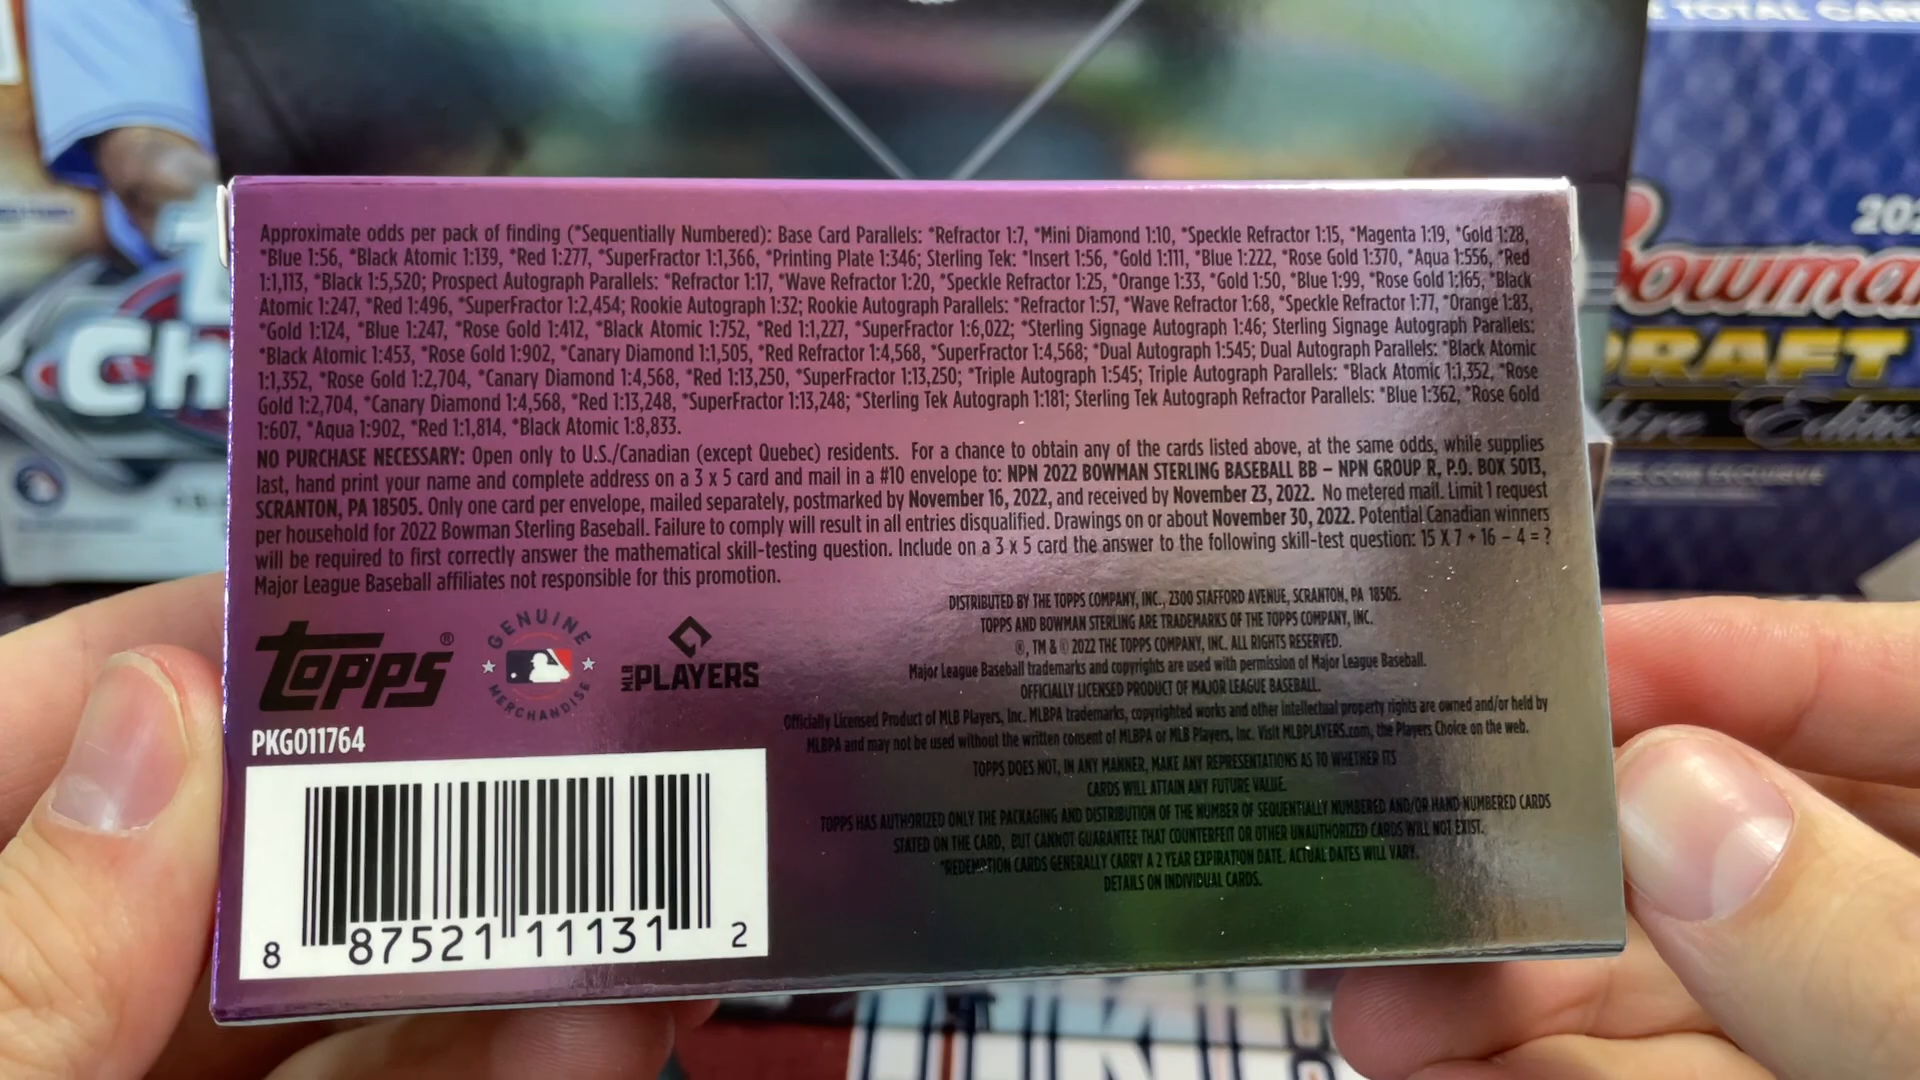 E TOTAL CAR
202
Bowma
DRAFT
Ch
Approximate odds per pack of finding (*Sequentially Numbered): Base Card Parallels: *Refractor 1:7, *Mini Diamond 1:10, *Speckle Refractor 1:15, *Magenta 1:19, *Gold 1:28,
*Blue 1:56, *Black Atomic 1:139, *Red 1:277, *SuperFractor 1:1,366, *Printing Plate 1:346; Sterling Tek: *Insert 1:56, *Gold 1:111, *Blue 1:222, *Rose Gold 1:370, *Aqua 1:556, *Red
1:1,113, *Black 1:5,520; Prospect Autograph Parallels: *Refractor 1:17, *Wave Refractor 1:20, *Speckle Refractor 1:25, *Orange 1:33, *Gold 1:50, *Blue 1:99, *Rose Gold 1:165, *Black
Atomic 1:247, *Red 1:496, *SuperFractor 1:2,454; Rookie Autograph 1:32; Rookie Autograph Parallels: *Refractor 1:57, *Wave Refractor 1:68, *Speckle Refractor 1:77, *Orange 1:83,
*Gold 1:124, *Blue 1:247, *Rose Gold 1:412, *Black Atomic 1:752, *Red 1:1,227, *SuperFractor 1:6,022; *Sterling Signage Autograph 1:46; Sterling Signage Autograph Parallels:
*Black Atomic 1:453, *Rose Gold 1:902, *Canary Diamond 1:1,505, *Red Refractor 1:4,568, *SuperFractor 1:4,568; *Dual Autograph 1:545; Dual Autograph Parallels: *Black Atomic
1:1,352, *Rose Gold 1:2,704, *Canary Diamond 1:4,568, *Red 1:13,250, *SuperFractor 1:13,250; *Triple Autograph 1:545; Triple Autograph Parallels: *Black Atomic 1:1,352, *Rose
Gold 1:2,704, *Canary Diamond 1:4,568, *Red 1:13,248, *SuperFractor 1:13,248; *Sterling Tek Autograph 1:181; Sterling Tek Autograph Refractor Parallels: *Blue 1:362, *Rose Gold
1:607, *Aqua 1:902, *Red 1:1,814, *Black Atomic 1:8,833.
NO PURCHASE NECESSARY: Open only to U.S./Canadian (except Quebec) residents. For a chance to obtain any of the cards listed above, at the same odds, while supplies
last, hand print your name and complete address on a 3 x 5 card and mail in a #10 envelope to: NPN 2022 BOWMAN STERLING BASEBALL BB – NPN GROUP R, P.O. BOX 5013,
SCRANTON, PA 18505. Only one card per envelope, mailed separately, postmarked by November 16, 2022, and received by November 23, 2022. No metered mail. Limit 1 request
per household for 2022 Bowman Sterling Baseball. Failure to comply will result in all entries disqualified. Drawings on or about November 30, 2022. Potential Canadian winners
will be required to first correctly answer the mathematical skill-testing question. Include on a 3 x 5 card the answer to the following skill-test question: 15 X 7 + 16 – 4 = ?
Major League Baseball affiliates not responsible for this promotion.
Topps®
GENUINE
MERCHANDISE
MLB PLAYERS
DISTRIBUTED BY THE TOPPS COMPANY, INC., 2300 STAFFORD AVENUE, SCRANTON, PA 18505.
TOPPS AND BOWMAN STERLING ARE TRADEMARKS OF THE TOPPS COMPANY, INC.
®, TM & © 2022 THE TOPPS COMPANY, INC. ALL RIGHTS RESERVED.
Major League Baseball trademarks and copyrights are used with permission of Major League Baseball.
OFFICIALLY LICENSED PRODUCT OF MAJOR LEAGUE BASEBALL.
Officially Licensed Product of MLB Players, Inc. MLBPA trademarks, copyrighted works and other intellectual property rights are owned and/or held by
MLBPA and may not be used without the written consent of MLBPA or MLB Players, Inc. Visit MLBPLAYERS.com, the Players Choice on the web.
TOPPS DOES NOT, IN ANY MANNER, MAKE ANY REPRESENTATIONS AS TO WHETHER ITS
CARDS WILL ATTAIN ANY FUTURE VALUE.
TOPPS HAS AUTHORIZED ONLY THE PACKAGING AND DISTRIBUTION OF THE NUMBER OF SEQUENTIALLY NUMBERED AND/OR HAND-NUMBERED CARDS
STATED ON THE CARD, BUT CANNOT GUARANTEE THAT COUNTERFEIT OR OTHER UNAUTHORIZED CARDS WILL NOT EXIST.
*REDEMPTION CARDS GENERALLY CARRY A 2 YEAR EXPIRATION DATE. ACTUAL DATES WILL VARY.
DETAILS ON INDIVIDUAL CARDS.
PKG011764
8 87521 11131 2